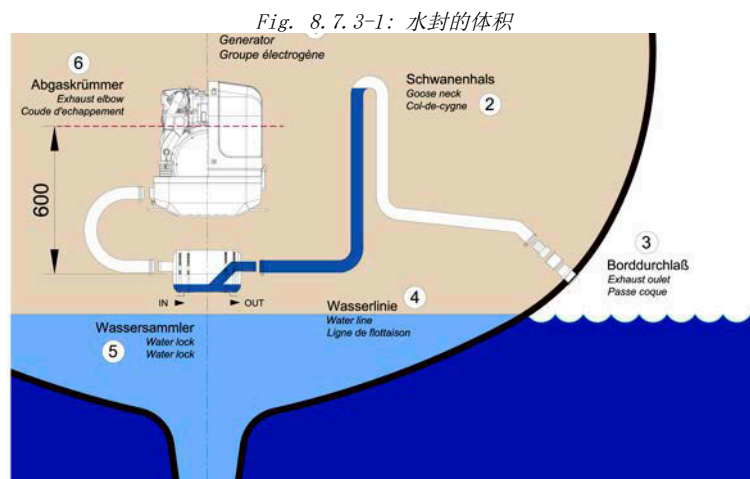 Fig. 8.7.3-1: 水封的体积
Generator
Groupe électrogène
6
Abgaskrümmer
Exhaust elbow
Coude d'echappement
Schwanenhals
Goose neck
Col-de-cygne
2
600
3
Borddurchlaß
Exhaust oulet
Passe coque
IN
OUT
Wasserlinie
Water line
Ligne de flottaison
4
Wassersammler
Water lock
Water lock
5